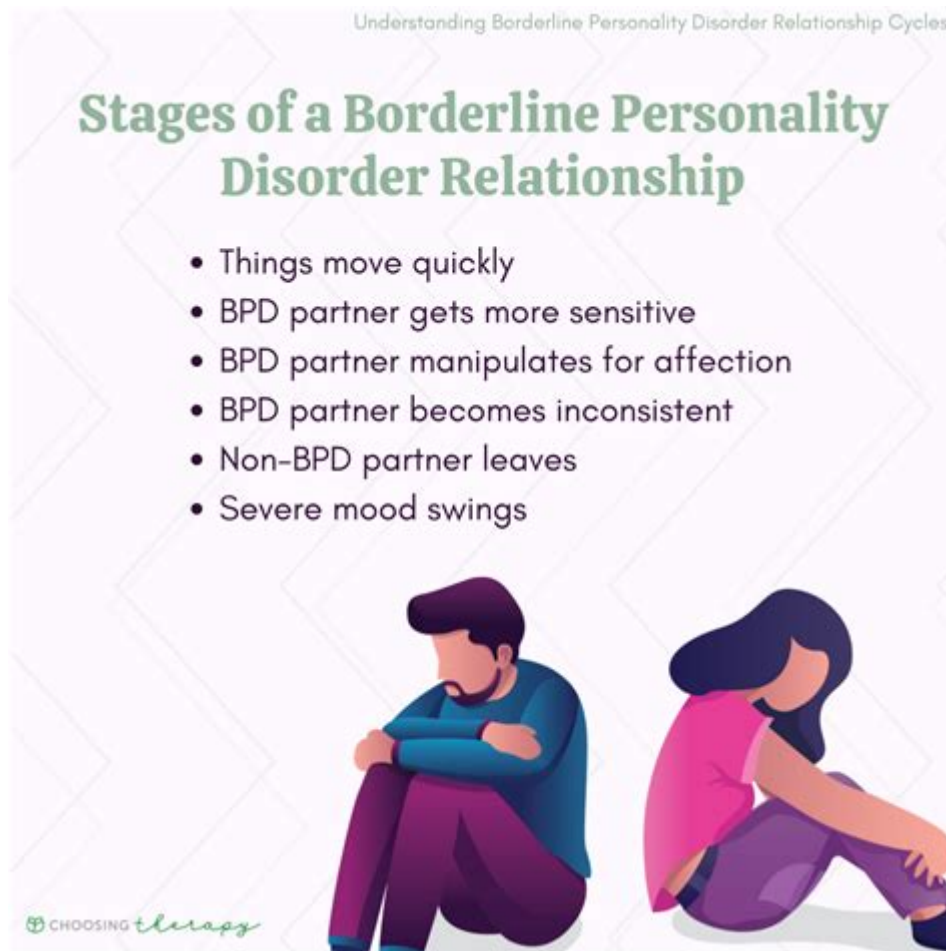 Understanding Borderline Personality Disorder Relationship Cycles
Stages of a Borderline Personality
Disorder Relationship
• Things move quickly
• BPD partner gets more sensitive
• BPD partner manipulates for affection
• BPD partner becomes inconsistent
• Non-BPD partner leaves
• Severe mood swings
CHOOSING therapy